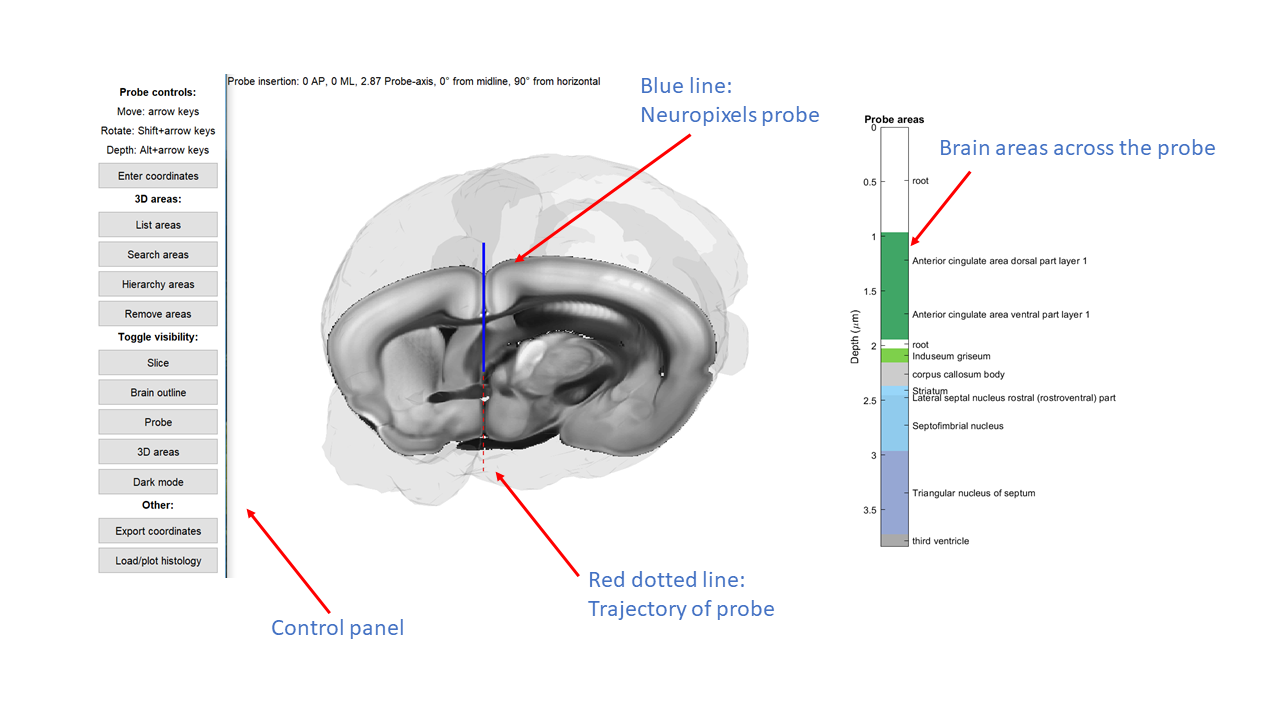 Probe insertion: 0 AP, 0 ML, 2.87 Probe-axis, 0° from midline, 90° from horizontal
Probe controls:
Move: arrow keys
Rotate: Shift+arrow keys
Depth: Alt+arrow keys
Enter coordinates
3D areas:
List areas
Search areas
Hierarchy areas
Remove areas
Toggle visibility:
Slice
Brain outline
Probe
3D areas
Dark mode
Other:
Export coordinates
Load/plot histology
Control panel
Blue line:
Neuropixels probe
Red dotted line:
Trajectory of probe
Brain areas across the probe
Probe areas
Depth (μm)
0
0.5
1
1.5
2
2.5
3
3.5
root
Anterior cingulate area dorsal part layer 1
Anterior cingulate area ventral part layer 1
root
Induseum griseum
corpus callosum body
Striatum
Lateral septal nucleus rostral (rostroventral) part
Septofimbrial nucleus
Triangular nucleus of septum
third ventricle